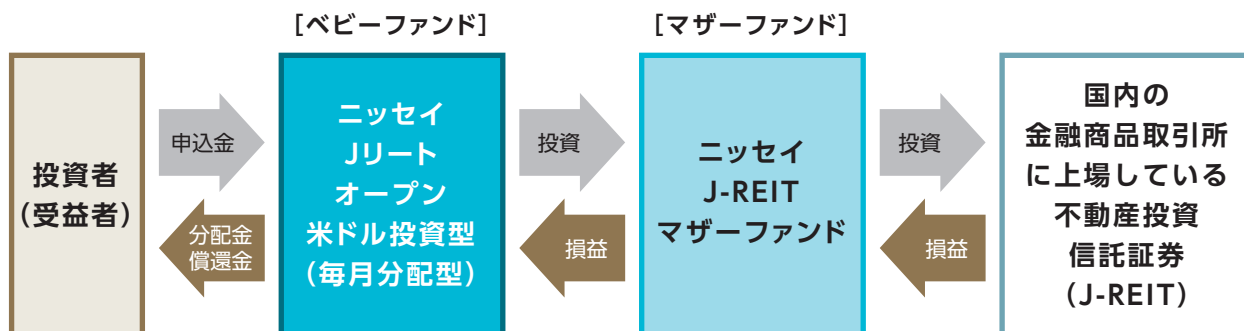 [ベビーファンド]
[マザーファンド]
投資者
（受益者）
申込金
分配金
償還金
ニッセイ
Jリート
オープン
米ドル投資型
（毎月分配型）
投資
損益
ニッセイ
J-REIT
マザーファンド
投資
損益
国内の
金融商品取引所
に上場している
不動産投資
信託証券
（J-REIT）